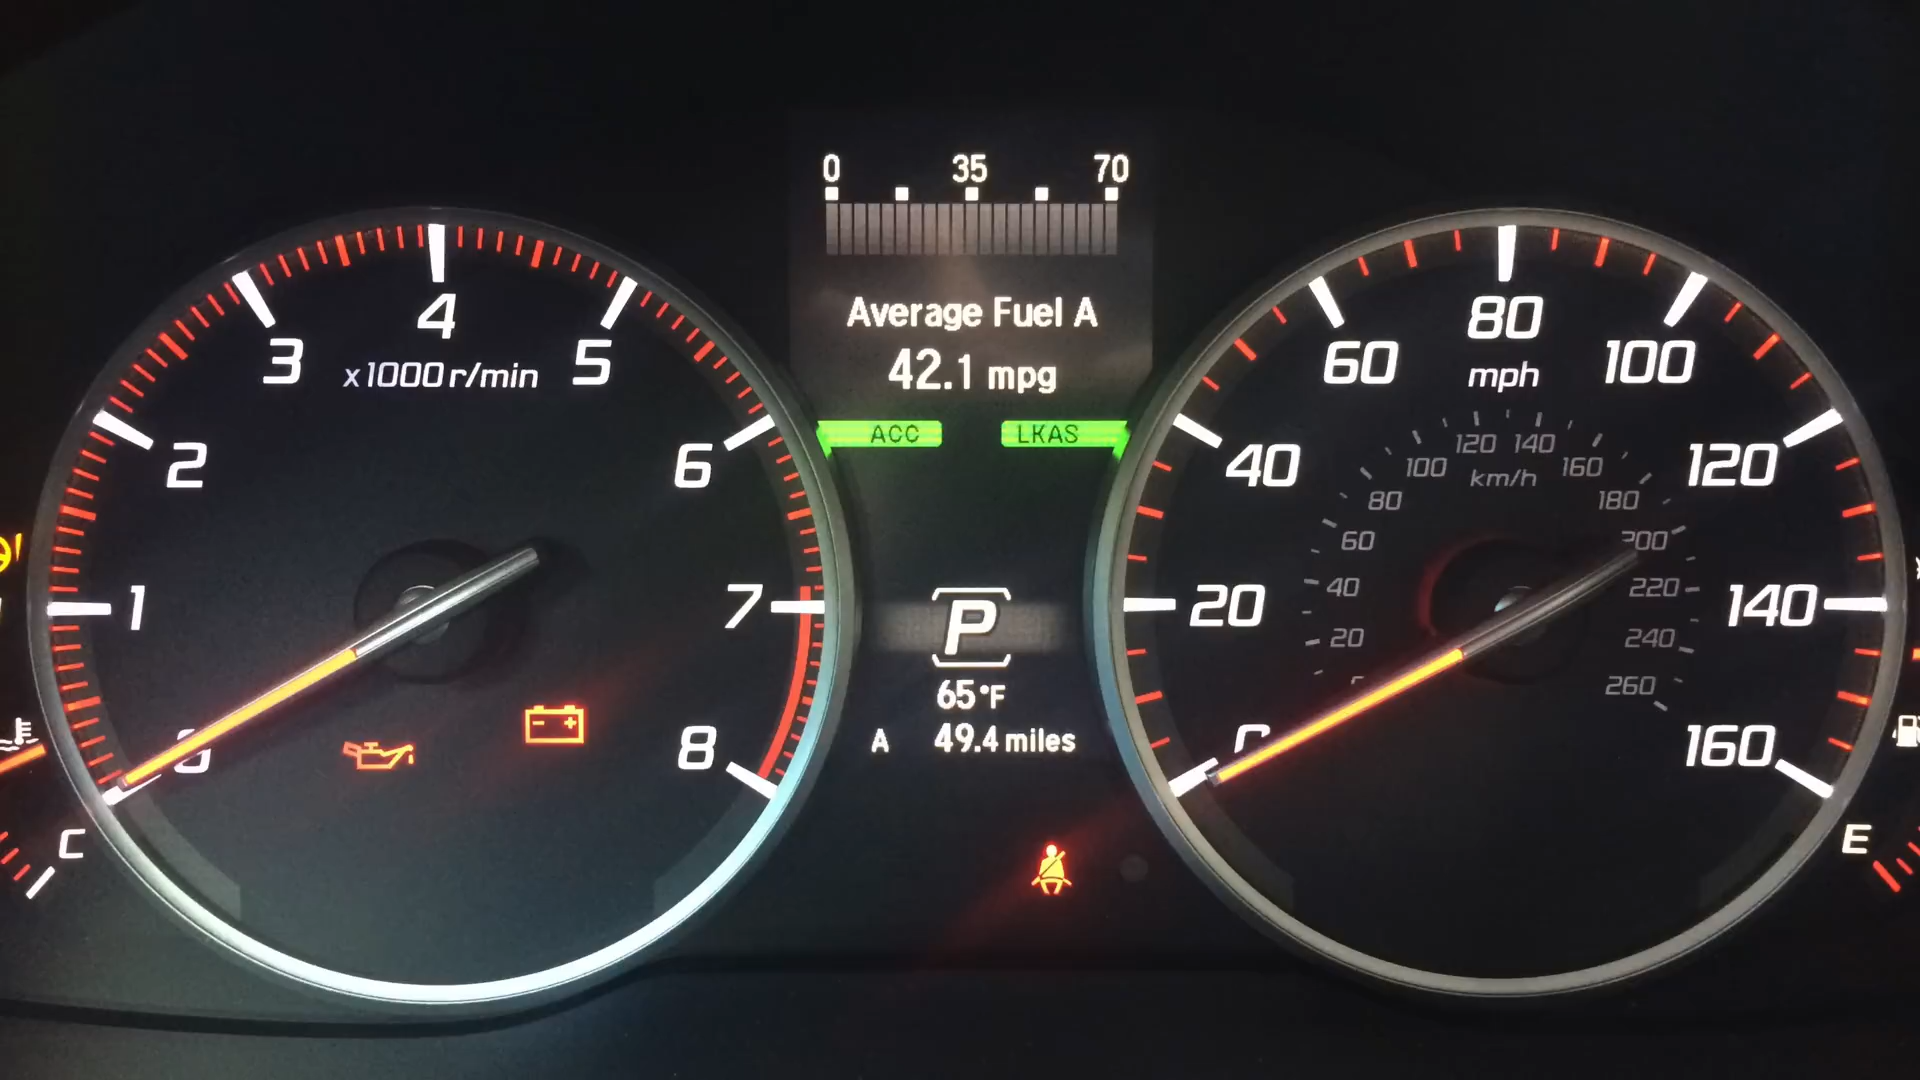 0 35 70
Average Fuel A
42.1 mpg
ACC LKAS
P
65°F
A 49.4 miles
1
2
3
4
5
6
7
8
x1000 r/min
20
40
60
80
100
120
140
160
mph
20
40
60
80
100
120
140
160
180
200
220
240
260
km/h
C
E